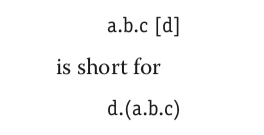 a.b.c [d]
is short for
d.(a.b.c)